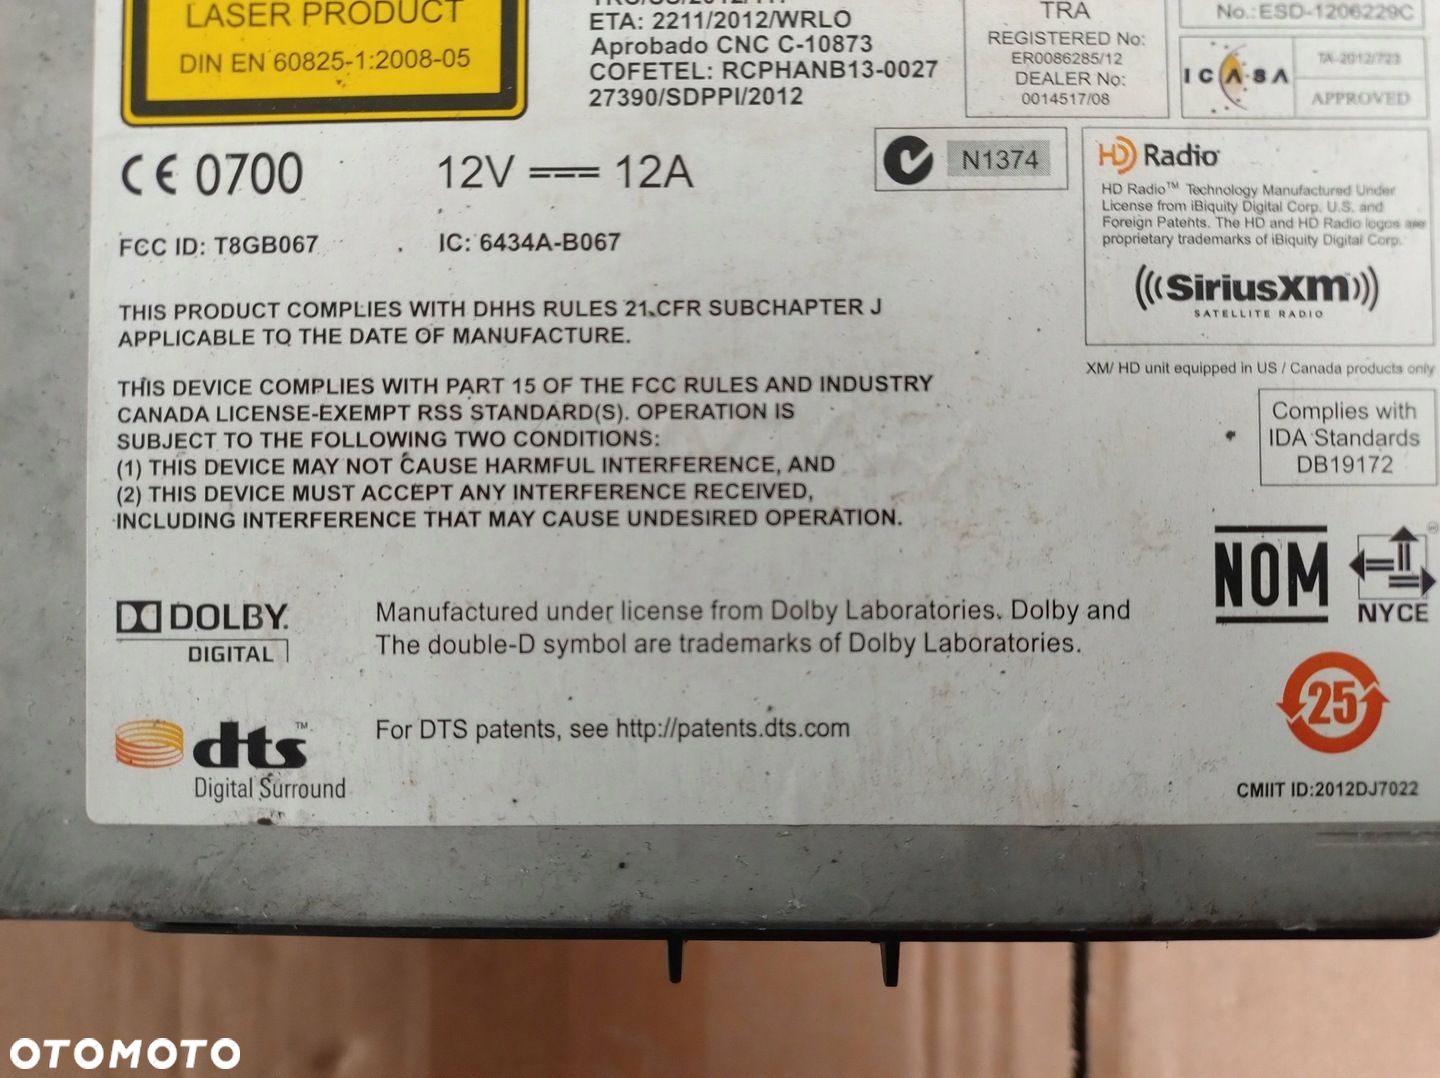 LASER PRODUCT
DIN EN 60825-1:2008-05
ETA: 2211/2012/WRLO
Aprobado CNC C-10873
COFETEL: RCPHANB13-0027
27390/SDPPI/2012
TRA
REGISTERED No:
ER0086285/12
DEALER No:
0014517/08
No.: ESD-1206229C
ICASA
TA-2012/723
APPROVED
CE 0700
12V 12A
N1374
FCC ID: T8GB067
IC: 6434A-B067
HD Radio
HD Radio™ Technology Manufactured Under
License from iBiquity Digital Corp. U.S. and
Foreign Patents. The HD and HD Radio logos are
proprietary trademarks of iBiquity Digital Corp.
(((SiriusXm)))
SATELLITE RADIO
XM/ HD unit equipped in US / Canada products only
THIS PRODUCT COMPLIES WITH DHHS RULES 21.CFR SUBCHAPTER J
APPLICABLE TO THE DATE OF MANUFACTURE.
THIS DEVICE COMPLIES WITH PART 15 OF THE FCC RULES AND INDUSTRY
CANADA LICENSE-EXEMPT RSS STANDARD(S). OPERATION IS
SUBJECT TO THE FOLLOWING TWO CONDITIONS:
(1) THIS DEVICE MAY NOT CAUSE HARMFUL INTERFERENCE, AND
(2) THIS DEVICE MUST ACCEPT ANY INTERFERENCE RECEIVED,
INCLUDING INTERFERENCE THAT MAY CAUSE UNDESIRED OPERATION.
Complies with
IDA Standards
DB19172
NOM
NYCE
DOLBY
DIGITAL
Manufactured under license from Dolby Laboratories. Dolby and
The double-D symbol are trademarks of Dolby Laboratories.
25
dts™
Digital Surround
For DTS patents, see http://patents.dts.com
CMIIT ID:2012DJ7022
OTOMOTO